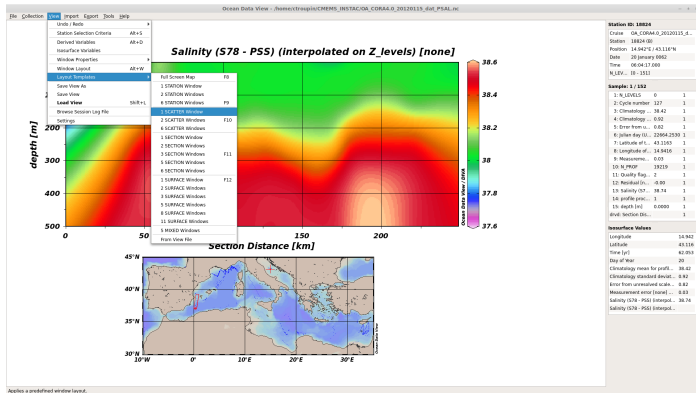 Ocean Data View - /home/ctroupin/CMEMS_INSTAC/OA_CORA4.0_20120115_dat_PSAL.nc
File Collection View Import Export Tools Help
Undo / Redo
Station Selection Criteria Alt+S
Derived Variables Alt+D
Isosurface Variables
Window Properties
Window Layout Alt+W
Layout Templates
Save View As
Save View
Load View Shift+L
Browse Session Log File
Settings
Full Screen Map F8
1 STATION Window
2 STATION Windows
6 STATION Windows F9
1 SCATTER Window
2 SCATTER Windows F10
6 SCATTER Windows
1 SECTION Window
2 SECTION Windows
3 SECTION Windows F11
5 SECTION Windows
6 SECTION Windows
1 SURFACE Window F12
2 SURFACE Windows
3 SURFACE Windows
5 SURFACE Windows
8 SURFACE Windows
11 SURFACE Windows
5 MIXED Windows
From View File
Salinity (S78 - PSS) (interpolated on Z_levels) [none]
depth [m]
200
300
400
500
0
50
150
200
Section Distance [km]
38.6
38.4
38.2
38
37.8
37.6
Ocean Data View / DIVA
45°N
40°N
35°N
30°N
10°W 0° 10°E 20°E 30°E
Ocean Data View
Station ID: 18824
Cruise OA_CORA4.0_20120115_dat_PSAL
Station 18824 (B)
Position 14.942°E / 43.116°N
Date 20 January 0062
Time 06:04:17.000
N_LEV... [0 - 151]
Sample: 1 / 152
1: N_LEVELS 0 1
2: Cycle number 127 1
3: Climatology ... 38.42 1
4: Climatology ... 0.92 1
5: Error from u... 0.82 1
6: julian day (U... 22664.2530 1
7: Latitude of t... 43.1163 1
8: Longitude of... 14.9416 1
9: Measureme... 0.03 1
10: N_PROF 19219 1
11: Quality flag... 2 1
12: Residual [n... -0.00 1
13: Salinity (S7... 38.74 1
14: profile proc... 1
15: depth [m] 0.0000 1
drvd: Section Dis... 1
Isosurface Values
Longitude 14.942
Latitude 43.116
Time [yr] 62.053
Day of Year 20
Climatology mean for profil... 38.42
Climatology standard deviat... 0.92
Error from unresolved scale... 0.82
Measurement error [none] ... 0.03
Salinity (S78 - PSS) (interpol... 38.74
Salinity (S78 - PSS) (interpol...
Applies a predefined window layout.